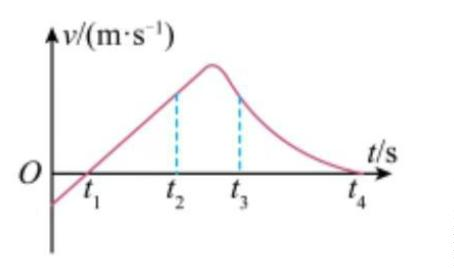 v/(m·s⁻¹)
O
t/s
t₁ t₂ t₃ t₄